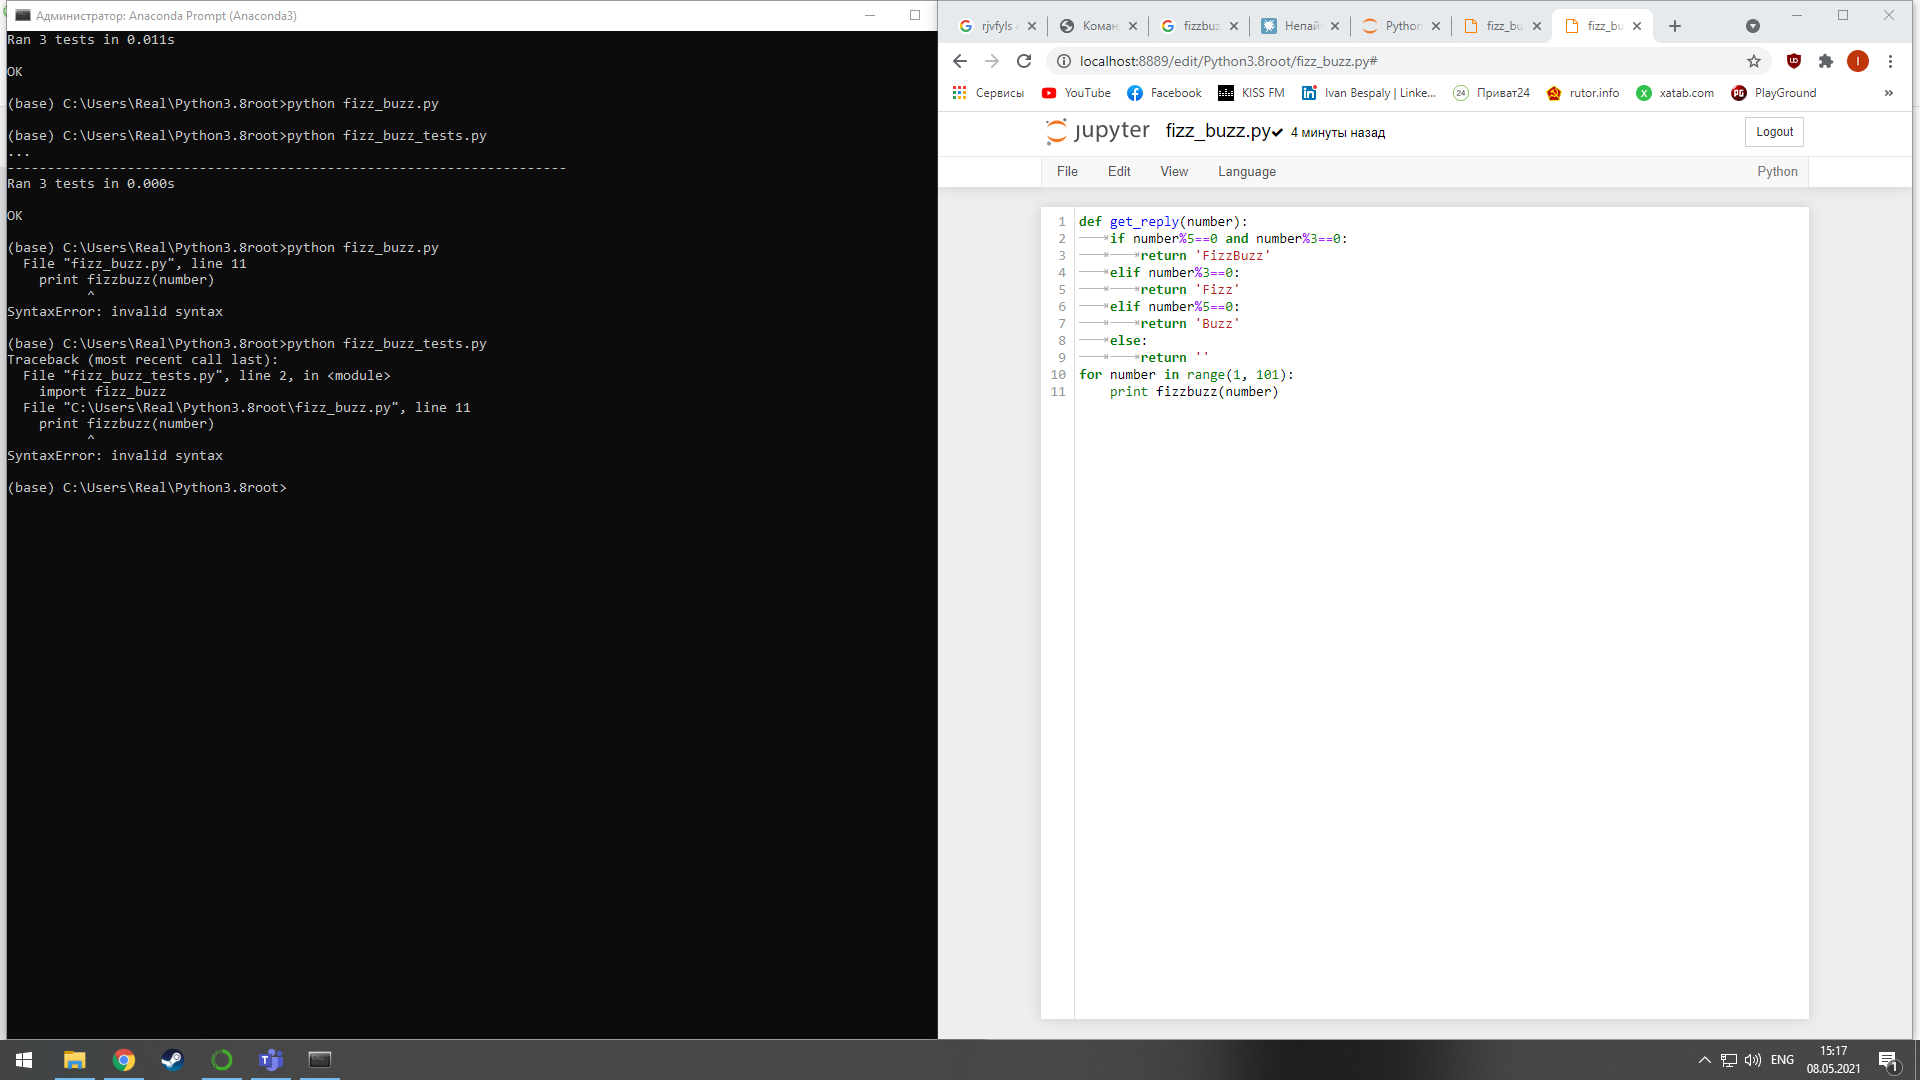 Администратор: Anaconda Prompt (Anaconda3)
Ran 3 tests in 0.011s
OK
(base) C:\Users\Real\Python3.8root>python fizz_buzz.py
(base) C:\Users\Real\Python3.8root>python fizz_buzz_tests.py
...
----------------------------------------------------------------------
Ran 3 tests in 0.000s
OK
(base) C:\Users\Real\Python3.8root>python fizz_buzz.py
File "fizz_buzz.py", line 11
print fizzbuzz(number)
^
SyntaxError: invalid syntax
(base) C:\Users\Real\Python3.8root>python fizz_buzz_tests.py
Traceback (most recent call last):
File "fizz_buzz_tests.py", line 2, in <module>
import fizz_buzz
File "C:\Users\Real\Python3.8root\fizz_buzz.py", line 11
print fizzbuzz(number)
^
SyntaxError: invalid syntax
(base) C:\Users\Real\Python3.8root>
rjvfyls Коман fizzbuz Непай Python fizz_bu fizz_bu
localhost:8889/edit/Python3.8root/fizz_buzz.py#
Сервисы YouTube Facebook KISS FM Ivan Bespaly | Linke... 24 Приват24 rutor.info xatab.com PlayGround »
jupyter fizz_buzz.py 4 минуты назад Logout
File Edit View Language Python
1 def get_reply(number):
2 if number%5==0 and number%3==0:
3 return 'FizzBuzz'
4 elif number%3==0:
5 return 'Fizz'
6 elif number%5==0:
7 return 'Buzz'
8 else:
9 return ''
10 for number in range(1, 101):
11 print fizzbuzz(number)
ENG
15:17
08.05.2021
1